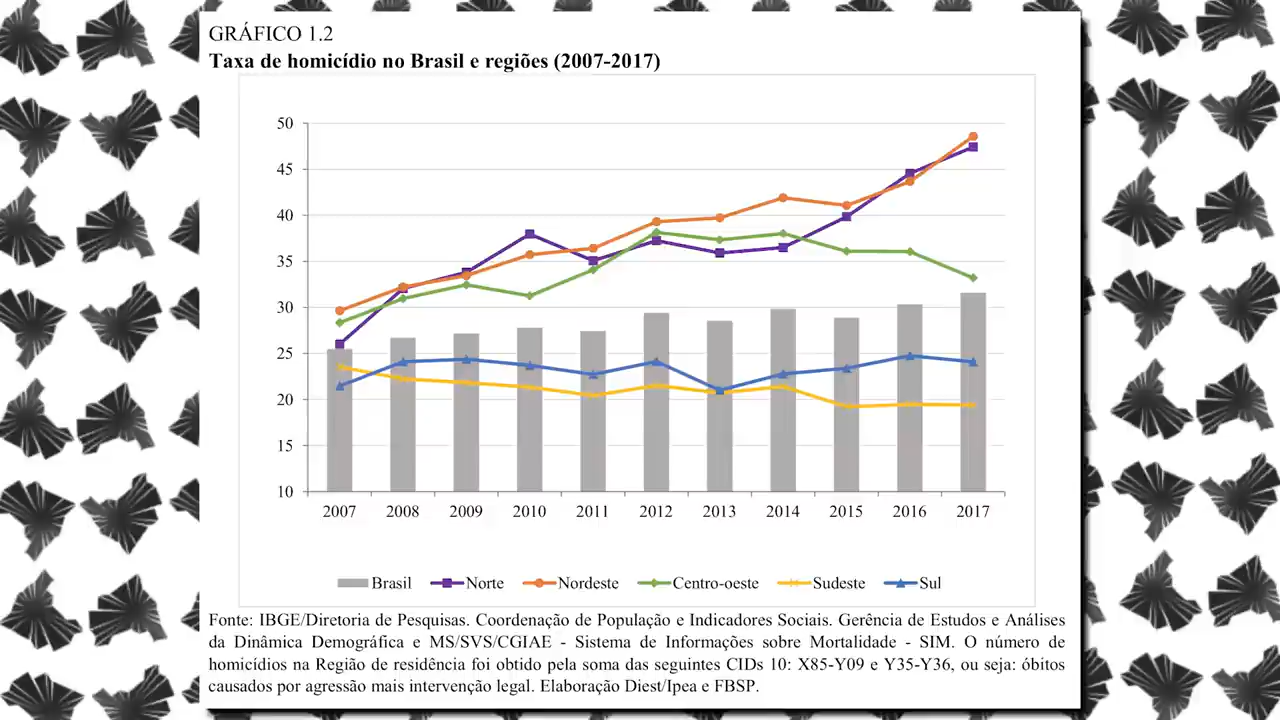 GRÁFICO 1.2
Taxa de homicídio no Brasil e regiões (2007-2017)
50
45
40
35
30
25
20
15
10
2007 2008 2009 2010 2011 2012 2013 2014 2015 2016 2017
Brasil Norte Nordeste Centro-oeste Sudeste Sul
Fonte: IBGE/Diretoria de Pesquisas. Coordenação de População e Indicadores Sociais. Gerência de Estudos e Análises
da Dinâmica Demográfica e MS/SVS/CGIAE - Sistema de Informações sobre Mortalidade - SIM. O número de
homicídios na Região de residência foi obtido pela soma das seguintes CIDs 10: X85-Y09 e Y35-Y36, ou seja: óbitos
causados por agressão mais intervenção legal. Elaboração Diest/Ipea e FBSP.